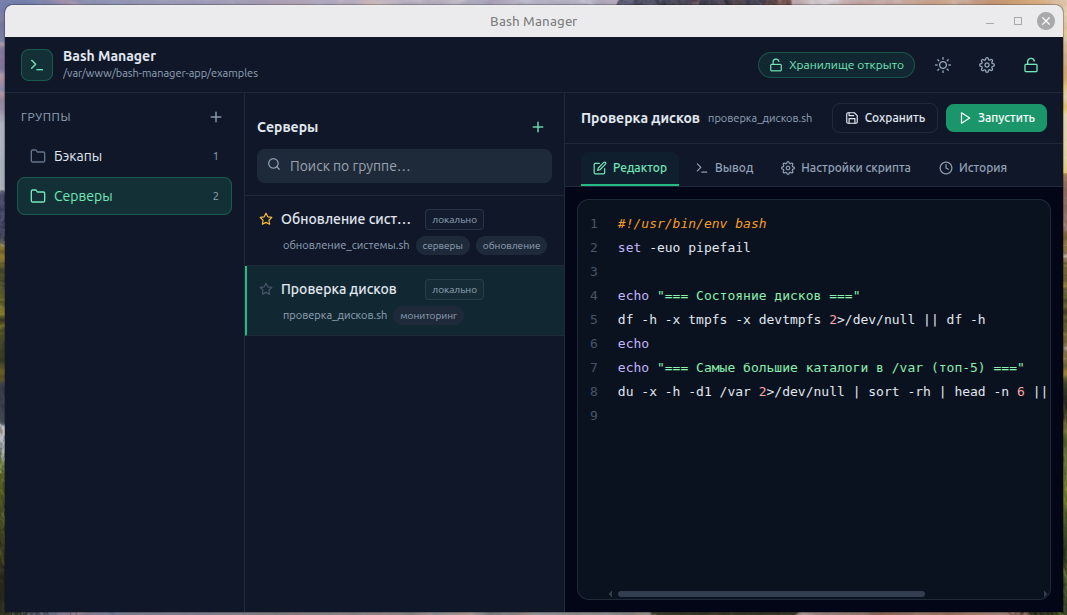 Bash Manager
Bash Manager
/var/www/bash-manager-app/examples
Хранилище открыто
ГРУППЫ
Бэкапы 1
Серверы 2
Серверы
Поиск по группе…
Обновление сист… локально
обновление_системы.sh серверы обновление
Проверка дисков локально
проверка_дисков.sh мониторинг
Проверка дисков проверка_дисков.sh Сохранить Запустить
Редактор Вывод Настройки скрипта История
1 #!/usr/bin/env bash
2 set -euo pipefail
3
4 echo "=== Состояние дисков ==="
5 df -h -x tmpfs -x devtmpfs 2>/dev/null || df -h
6 echo
7 echo "=== Самые большие каталоги в /var (топ-5) ==="
8 du -x -h -d1 /var 2>/dev/null | sort -rh | head -n 6 ||
9